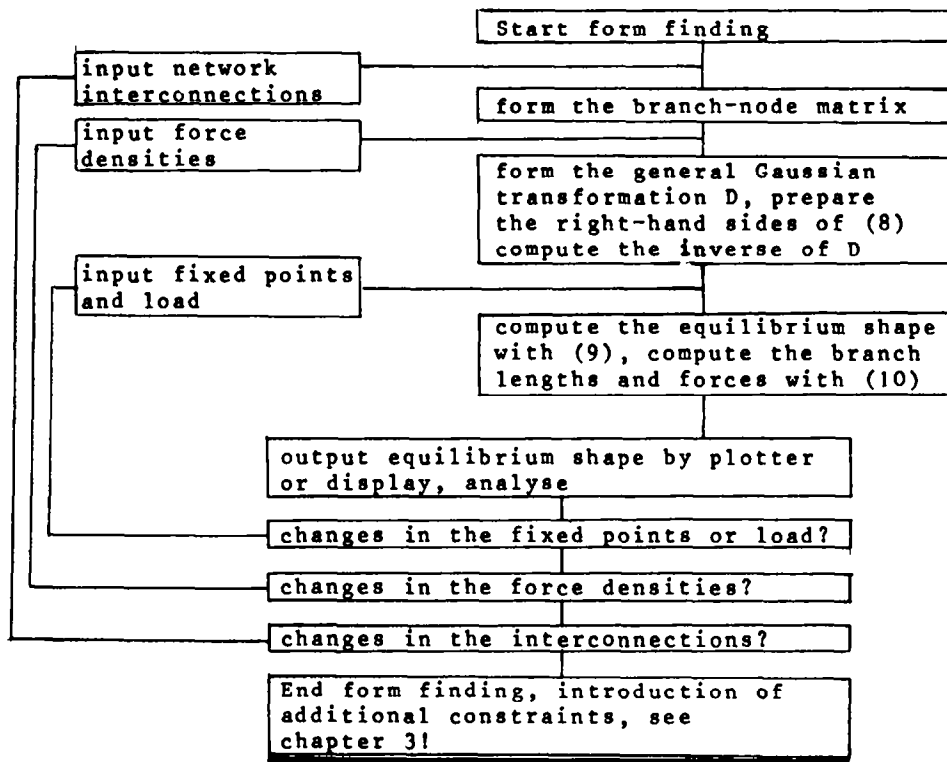 Start form finding
input network
interconnections
form the branch-node matrix
input force
densities
form the general Gaussian
transformation D, prepare
the right-hand sides of (8)
compute the inverse of D
input fixed points
and load
compute the equilibrium shape
with (9), compute the branch
lengths and forces with (10)
output equilibrium shape by plotter
or display, analyse
changes in the fixed points or load?
changes in the force densities?
changes in the interconnections?
End form finding, introduction of
additional constraints, see
chapter 3!